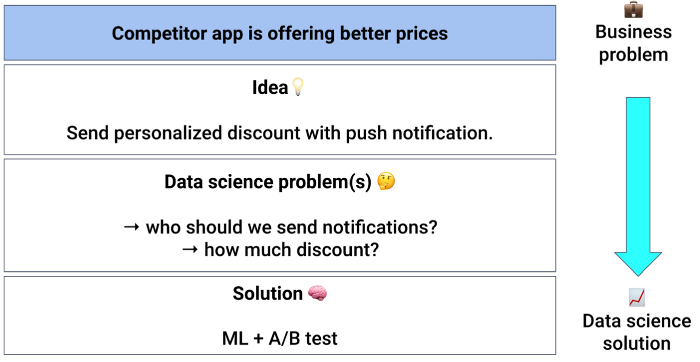 Competitor app is offering better prices
Idea💡
Send personalized discount with push notification.
Data science problem(s) 🤔
→ who should we send notifications?
→ how much discount?
Solution 🧠
ML + A/B test
Business
problem
Data science
solution